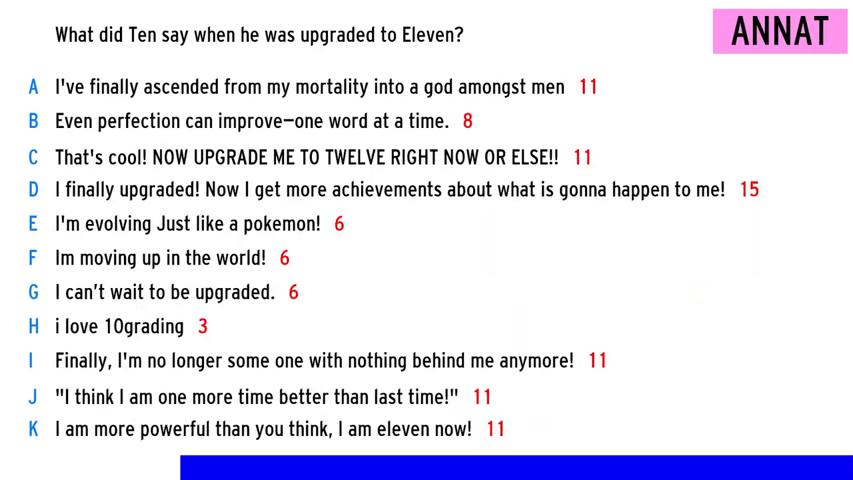 What did Ten say when he was upgraded to Eleven?
ANNAT
A I've finally ascended from my mortality into a god amongst men 11
B Even perfection can improve—one word at a time. 8
C That's cool! NOW UPGRADE ME TO TWELVE RIGHT NOW OR ELSE!! 11
D I finally upgraded! Now I get more achievements about what is gonna happen to me! 15
E I'm evolving Just like a pokemon! 6
F Im moving up in the world! 6
G I can’t wait to be upgraded. 6
H i love 10grading 3
I Finally, I'm no longer some one with nothing behind me anymore! 11
J "I think I am one more time better than last time!" 11
K I am more powerful than you think, I am eleven now! 11